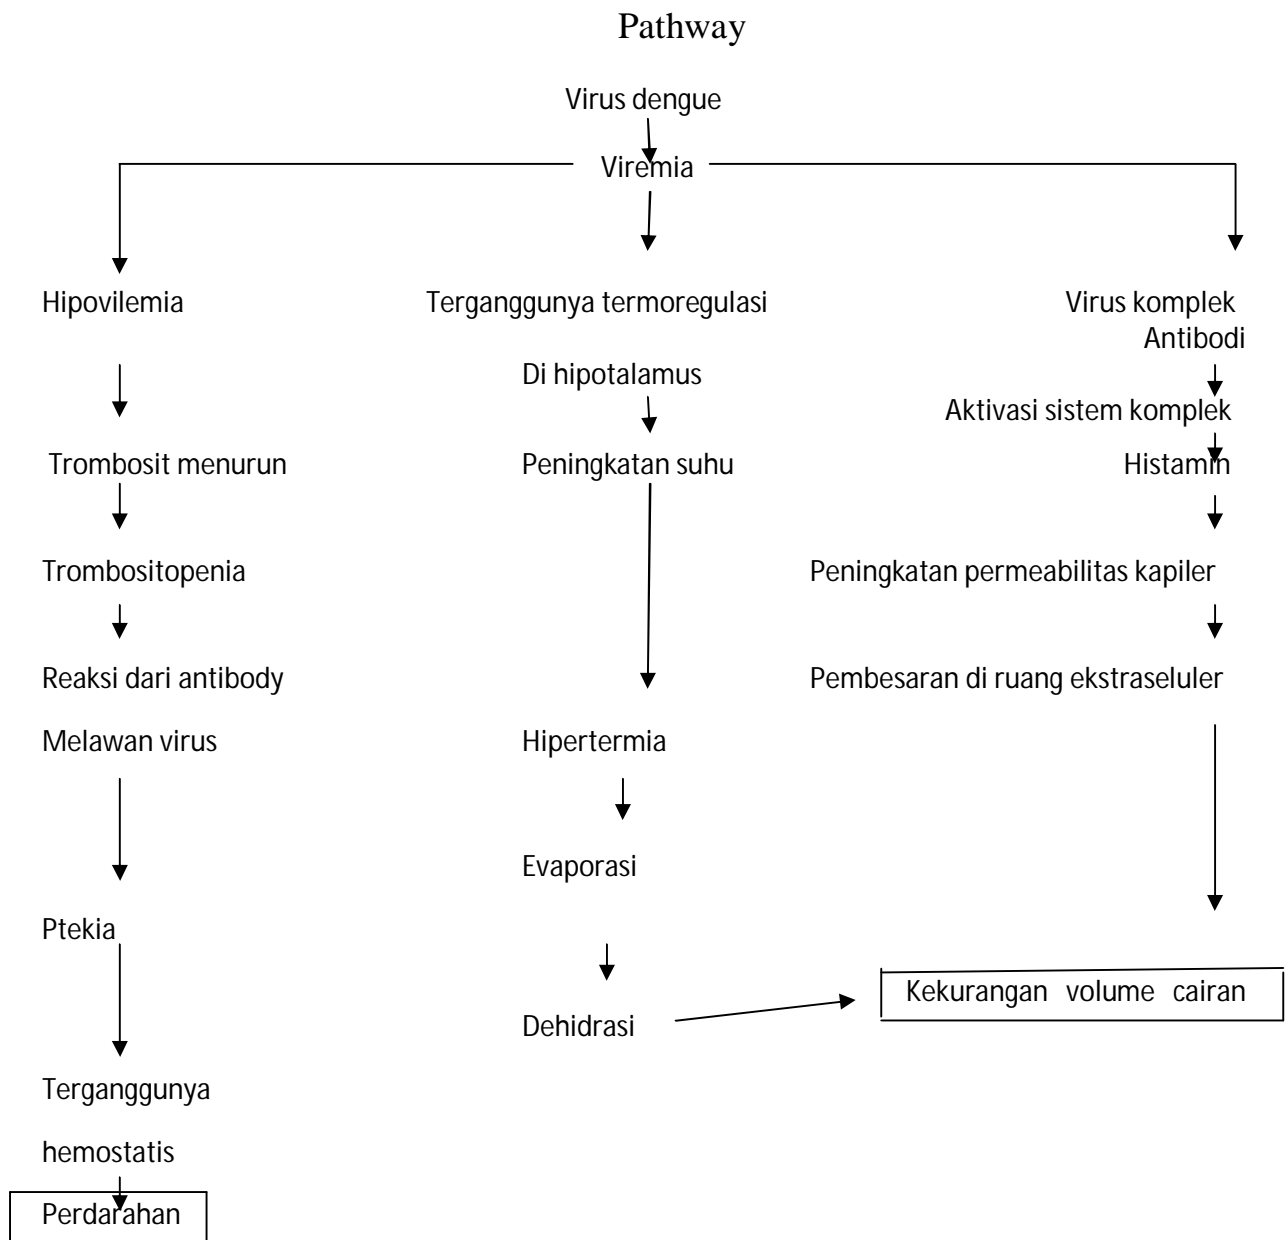 Pathway
Virus dengue
Viremia
Hipovilemia
Terganggunya termoregulasi
Virus komplek
Antibodi
Di hipotalamus
Aktivasi sistem komplek
Trombosit menurun
Peningkatan suhu
Histamin
Trombositopenia
Peningkatan permeabilitas kapiler
Reaksi dari antibody
Pembesaran di ruang ekstraseluler
Melawan virus
Hipertermia
Evaporasi
Ptekia
Kekurangan volume cairan
Dehidrasi
Terganggunya
hemostatis
Perdarahan